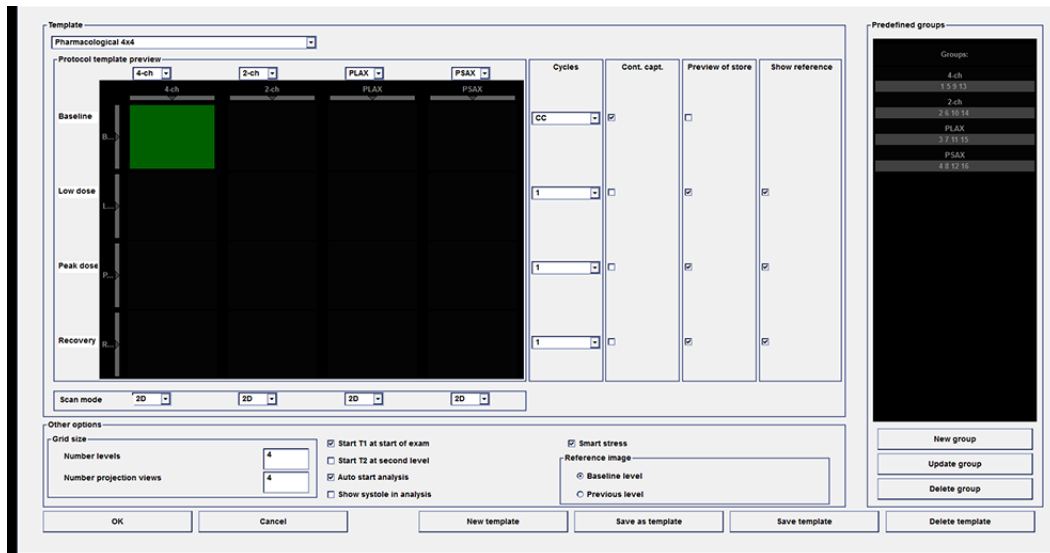 Template
Predefined groups
Pharmacological 4x4
Protocol template preview
4-ch 2-ch PLAX PSAX
Cycles Cont. capt. Preview of store Show reference
4-ch 2-ch PLAX PSAX
Baseline
B...
CC
Low dose
L...
1
Peak dose
P...
1
Recovery
R...
1
Scan mode 2D 2D 2D 2D
Groups:
4-ch
1 5 9 13
2-ch
2 6 10 14
PLAX
3 7 11 15
PSAX
4 8 12 16
Other options
Grid size
Number levels 4
Number projection views 4
Start T1 at start of exam
Start T2 at second level
Auto start analysis
Show systole in analysis
Smart stress
Reference image
Baseline level
Previous level
New group
Update group
Delete group
OK Cancel New template Save as template Save template Delete template